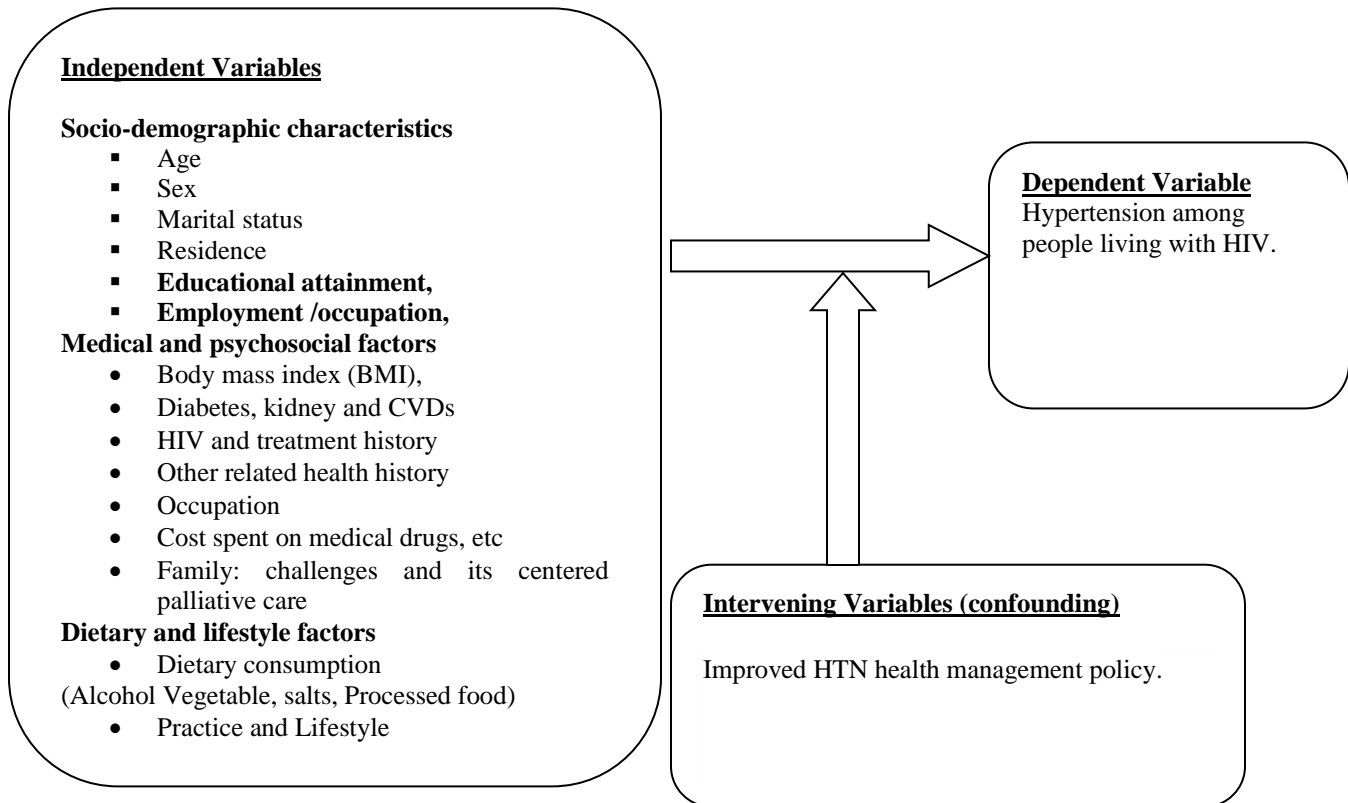 Independent Variables
Socio-demographic characteristics
▪ Age
▪ Sex
▪ Marital status
▪ Residence
▪ Educational attainment,
▪ Employment /occupation,
Medical and psychosocial factors
• Body mass index (BMI),
• Diabetes, kidney and CVDs
• HIV and treatment history
• Other related health history
• Occupation
• Cost spent on medical drugs, etc
• Family: challenges and its centered
palliative care
Dietary and lifestyle factors
• Dietary consumption
(Alcohol Vegetable, salts, Processed food)
• Practice and Lifestyle
Dependent Variable
Hypertension among
people living with HIV.
Intervening Variables (confounding)
Improved HTN health management policy.